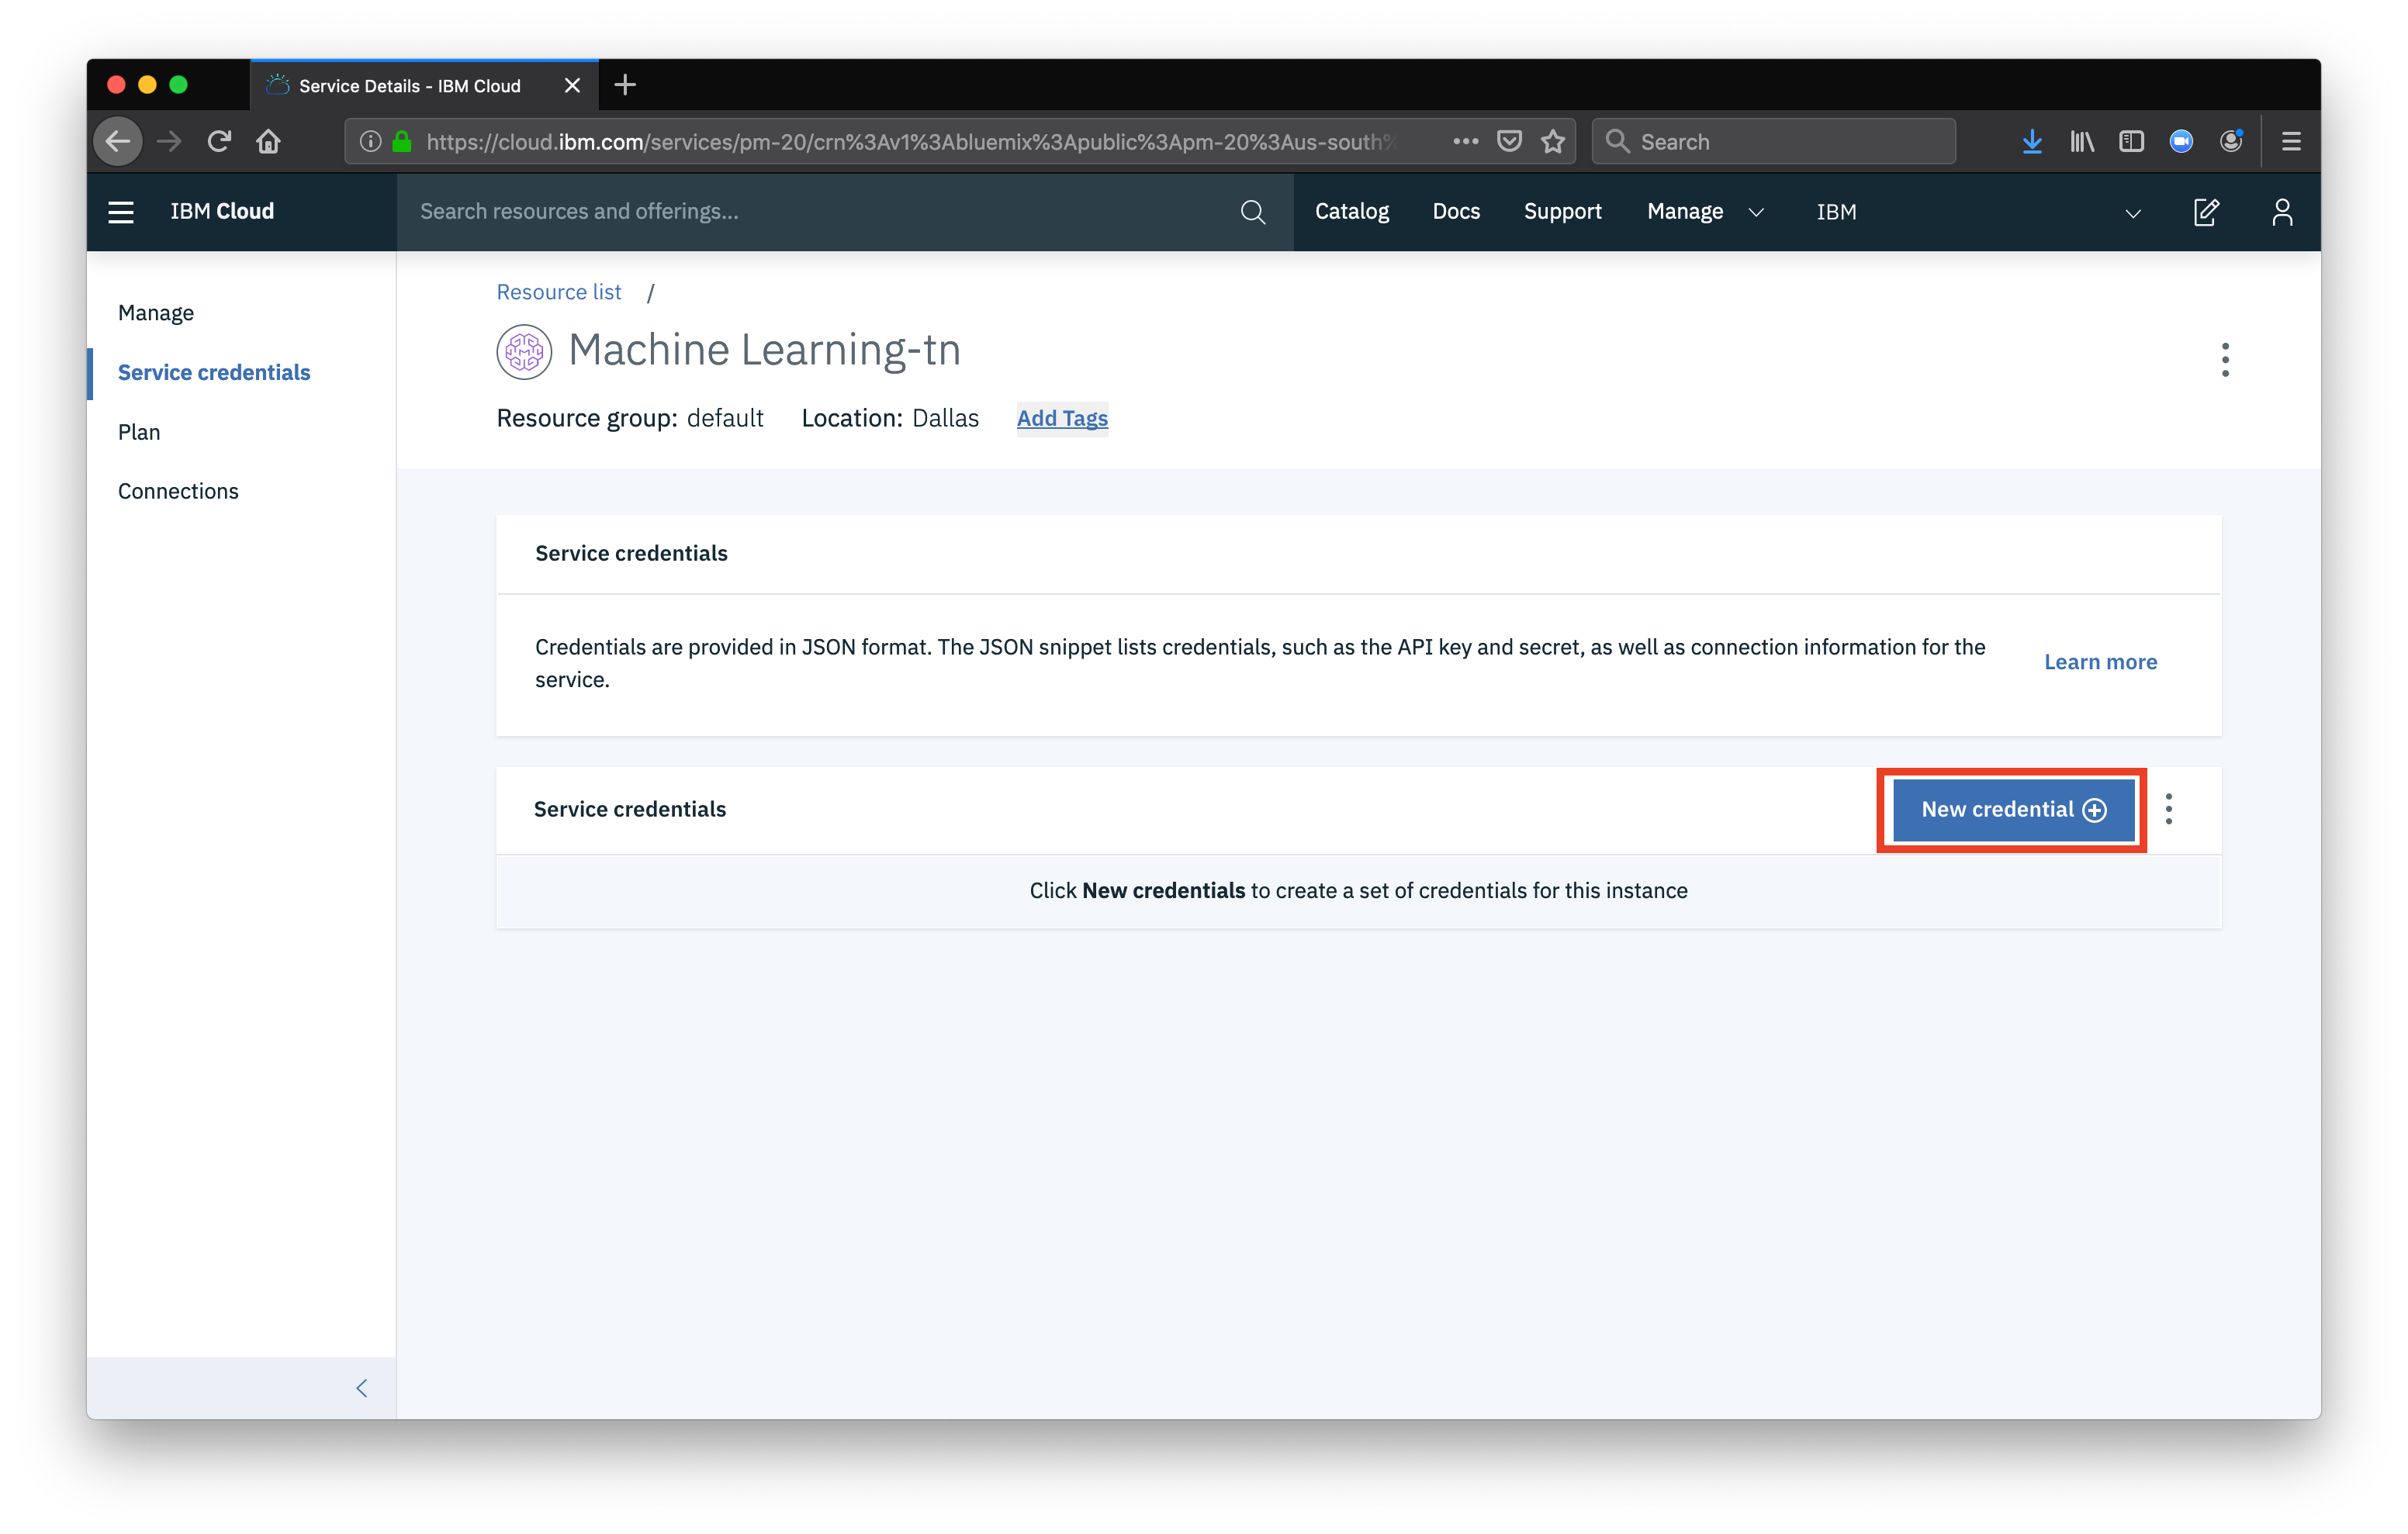 Service Details - IBM Cloud
https://cloud.ibm.com/services/pm-20/crn%3Av1%3Abluemix%3Apublic%3Apm-20%3Aus-south%
Search
IBM Cloud
Search resources and offerings...
Catalog
Docs
Support
Manage
IBM
Manage
Service credentials
Plan
Connections
Resource list /
Machine Learning-tn
Resource group: default Location: Dallas Add Tags
Service credentials
Credentials are provided in JSON format. The JSON snippet lists credentials, such as the API key and secret, as well as connection information for the
service.
Learn more
Service credentials
New credential
Click New credentials to create a set of credentials for this instance